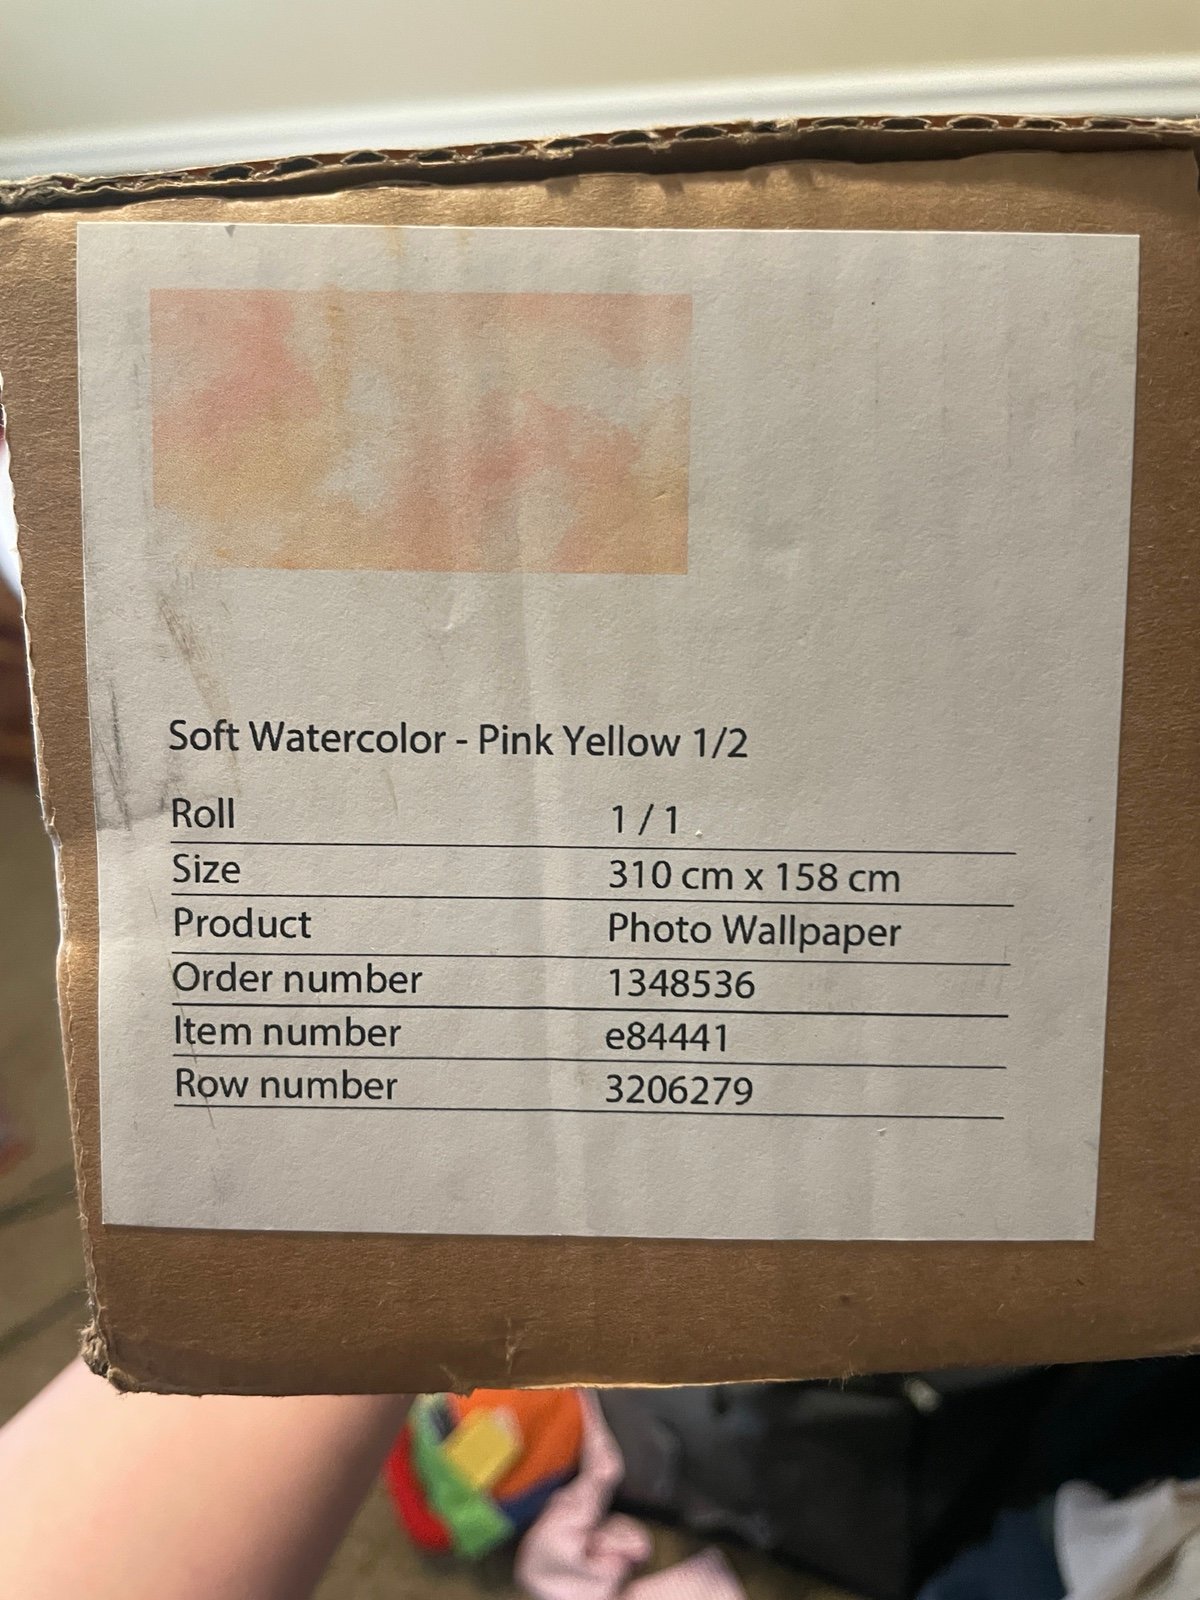 Soft Watercolor - Pink Yellow 1/2
Roll 1 / 1
Size 310 cm x 158 cm
Product Photo Wallpaper
Order number 1348536
Item number e84441
Row number 3206279